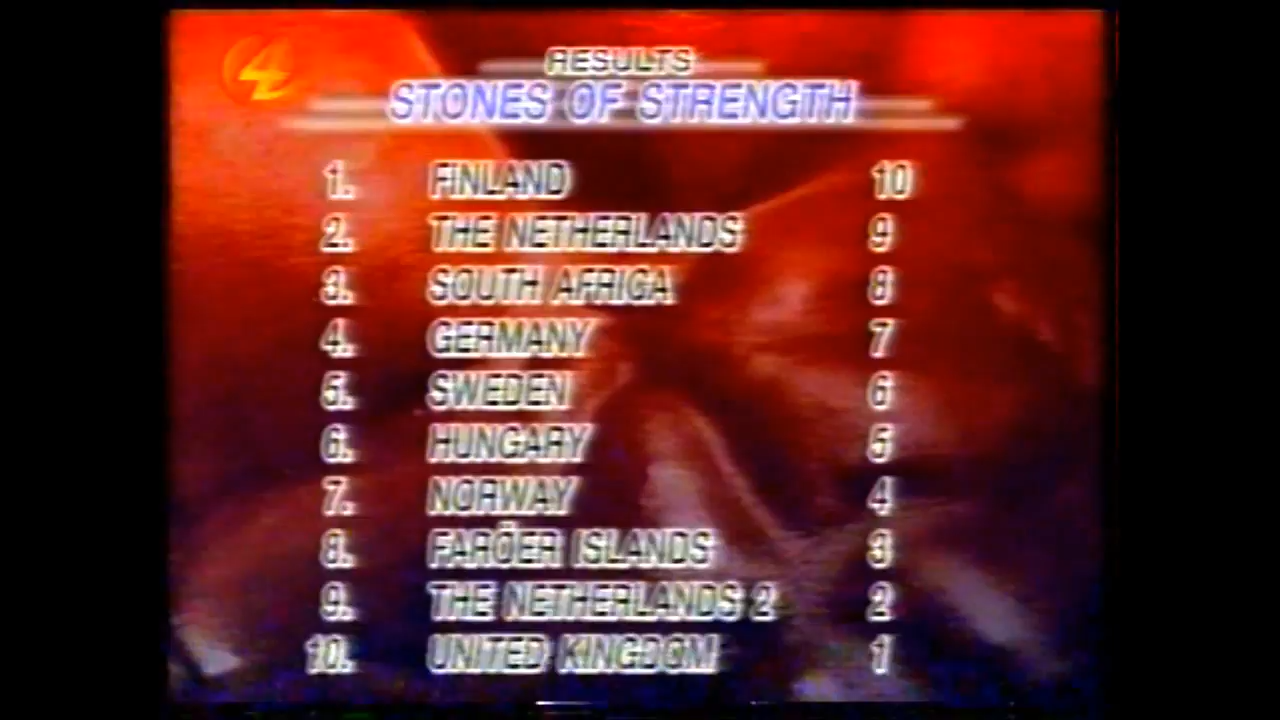 4
RESULTS
STONES OF STRENGTH
1. FINLAND 10
2. THE NETHERLANDS 9
3. SOUTH AFRICA 8
4. GERMANY 7
5. SWEDEN 6
6. HUNGARY 5
7. NORWAY 4
8. FARÖER ISLANDS 3
9. THE NETHERLANDS 2 2
10. UNITED KINGDOM 1